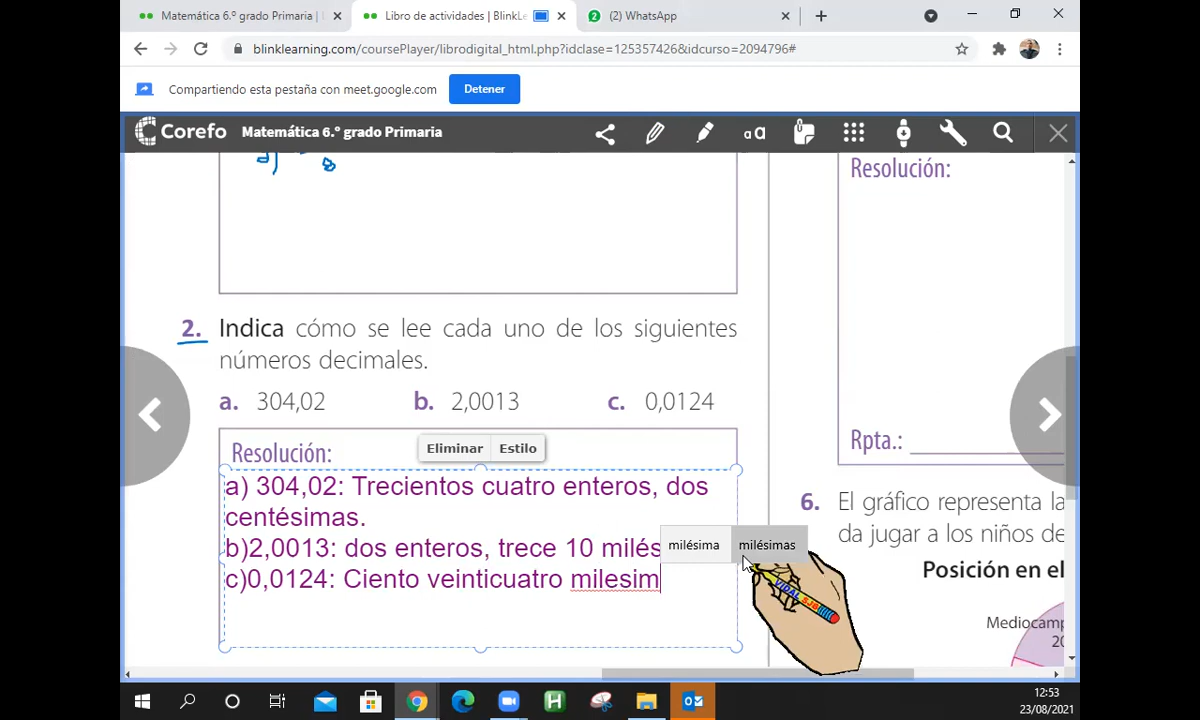 Matemática 6.º grado Primaria |
Libro de actividades | BlinkLe
(2) WhatsApp
blinklearning.com/coursePlayer/librodigital_html.php?idclase=125357426&idcurso=2094796#
Compartiendo esta pestaña con meet.google.com
Detener
Corefo
Matemática 6.º grado Primaria
aa
a)
8
Resolución:
2. Indica cómo se lee cada uno de los siguientes
números decimales.
a. 304,02 b. 2,0013 c. 0,0124
Resolución:
Eliminar Estilo
a) 304,02: Trecientos cuatro enteros, dos
centésimas.
b)2,0013: dos enteros, trece 10 milés
c)0,0124: Ciento veinticuatro milesim
milésima milésimas
VIDAL SJB
Rpta.:
6. El gráfico representa la
da jugar a los niños de
Posición en el
Mediocamp
20
12:53
23/08/2021